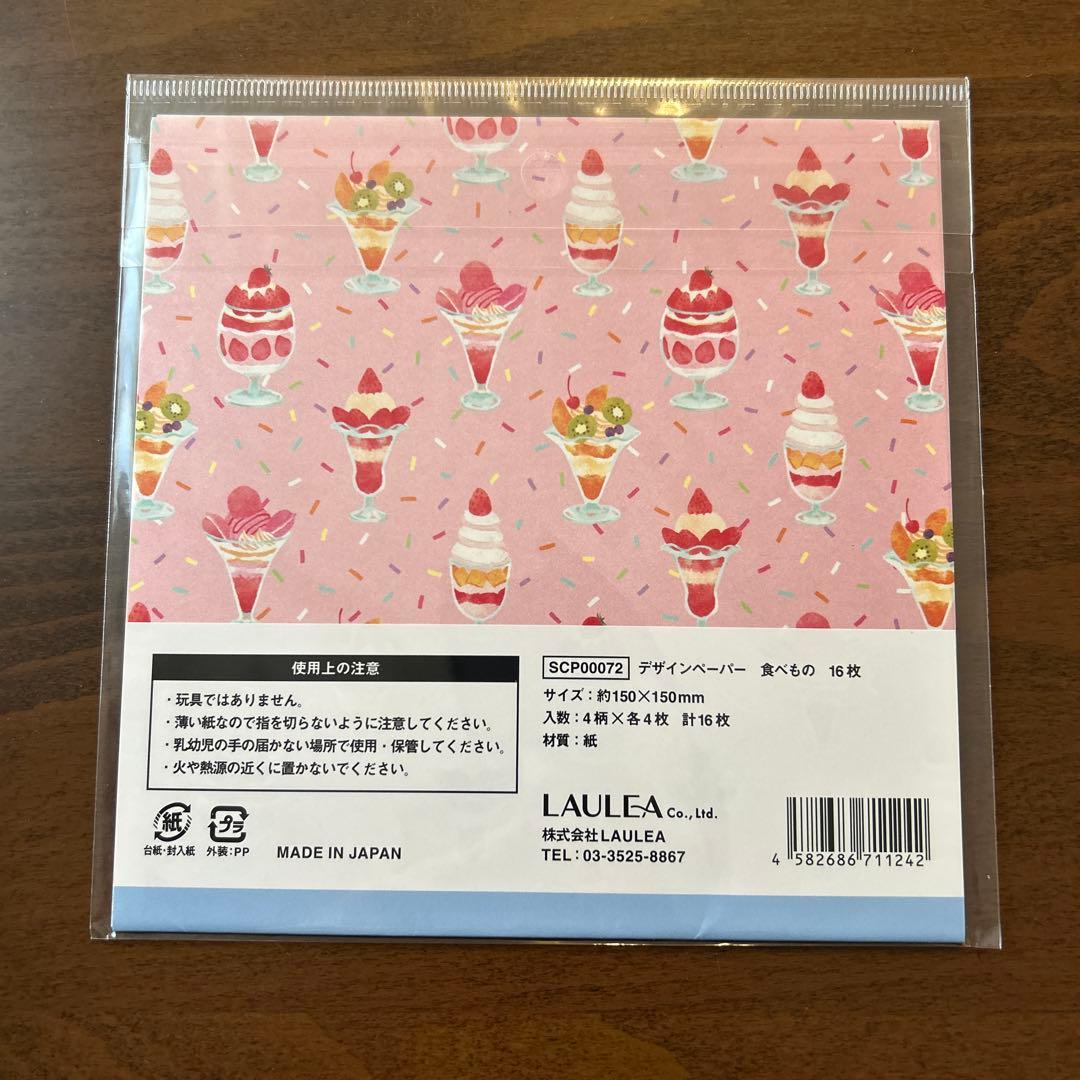 使用上の注意
・玩具ではありません。
・薄い紙なので指を切らないように注意してください。
・乳幼児の手の届かない場所で使用・保管してください。
・火や熱源の近くに置かないでください。
紙
台紙・封入紙
プラ
外装：PP
MADE IN JAPAN
SCP00072 デザインペーパー 食べもの 16枚
サイズ：約150×150mm
入数：4柄×各4枚 計16枚
材質：紙
LAULEA Co., Ltd.
株式会社LAULEA
TEL：03-3525-8867
4 582686 711242